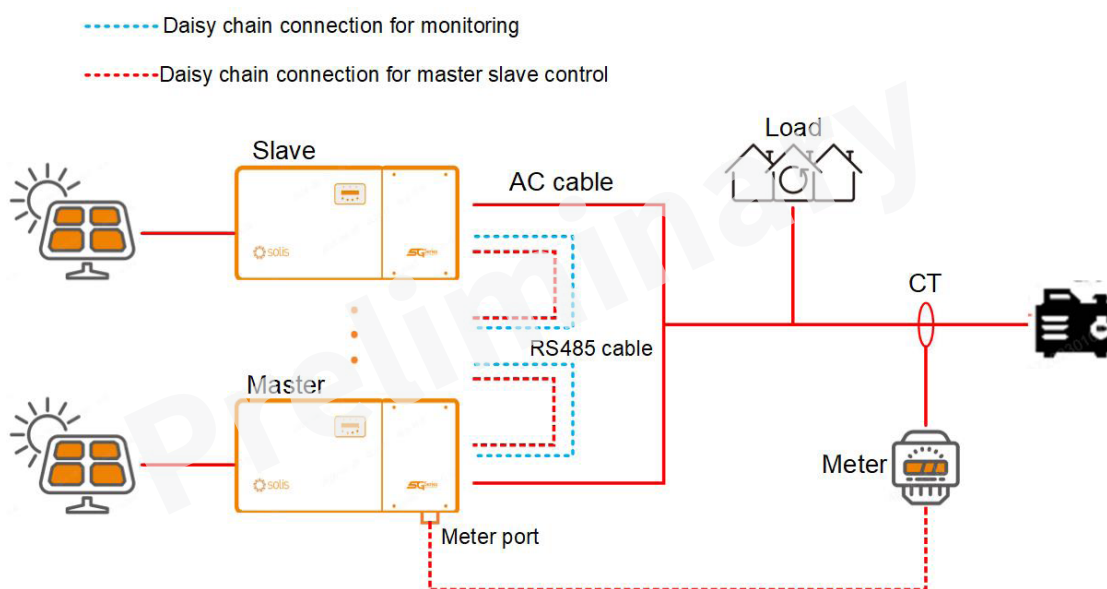 Daisy chain connection for monitoring
Daisy chain connection for master slave control
Load
Slave
AC cable
solis
CT
RS485 cable
Master
Meter
solis
Meter port
Preliminary